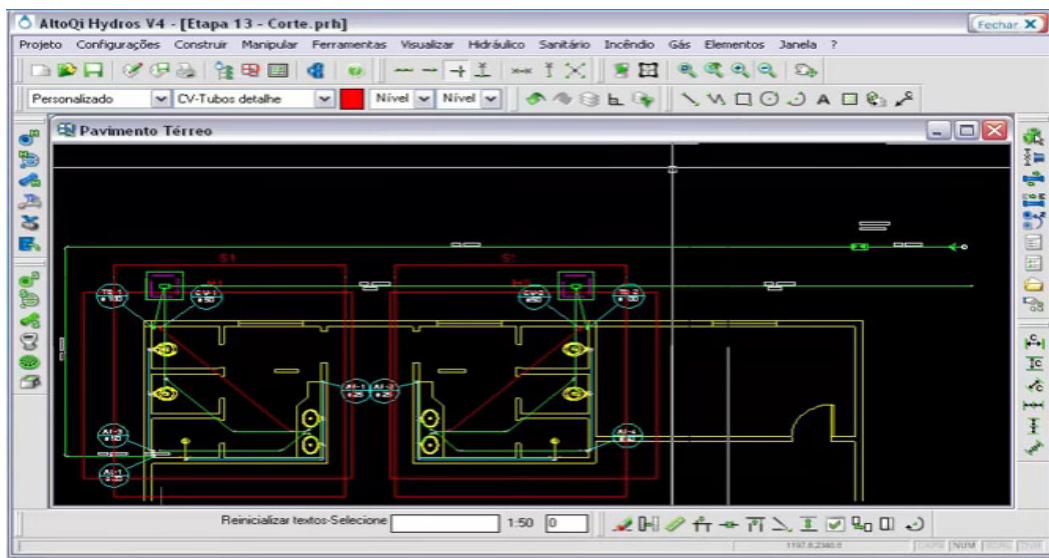 AltoQi Hydros V4 - [Etapa 13 - Corte.prh]
Fechar X
Projeto Configurações Construir Manipular Ferramentas Visualizar Hidráulico Sanitário Incêndio Gás Elementos Janela ?
Personalizado CV-Tubos detalhe Nível Nível A
Pavimento Térreo
S1
Reinicializar textos-Selecione 1:50 0
NUM